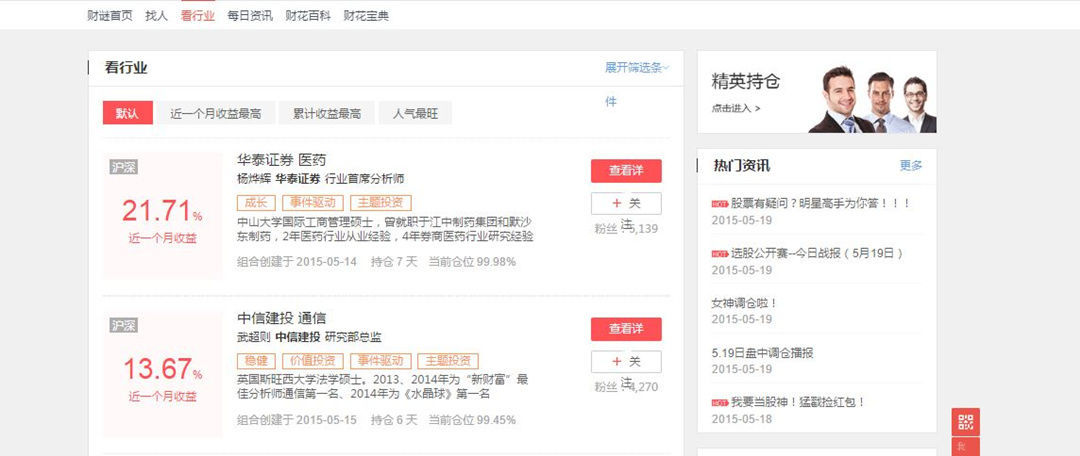 财谜首页 找人 看行业 每日资讯 财花百科 财花宝典
看行业
展开筛选条
件
默认 近一个月收益最高 累计收益最高 人气最旺
沪深
21.71%
近一个月收益
华泰证券 医药
杨烨辉 华泰证券 行业首席分析师
成长 事件驱动 主题投资
中山大学国际工商管理硕士，曾就职于江中制药集团和默沙
东制药，2年医药行业从业经验，4年券商医药行业研究经验
组合创建于 2015-05-14 持仓 7 天 当前仓位 99.98%
查看详
+ 关
注
粉丝 5,139
沪深
13.67%
近一个月收益
中信建投 通信
武超则 中信建投 研究部总监
稳健 价值投资 事件驱动 主题投资
英国斯旺西大学法学硕士。2013、2014年为“新财富”最
佳分析师通信第一名、2014年为《水晶球》第一名
组合创建于 2015-05-15 持仓 6 天 当前仓位 99.45%
查看详
+ 关
注
粉丝 4,270
精英持仓
点击进入 >
热门资讯 更多
HOT 股票有疑问？明星高手为你答！！！
2015-05-19
HOT 选股公开赛--今日战报（5月19日）
2015-05-19
女神调仓啦！
2015-05-19
5.19日盘中调仓播报
2015-05-19
HOT 我要当股神！猛戳捡红包！
2015-05-18
我